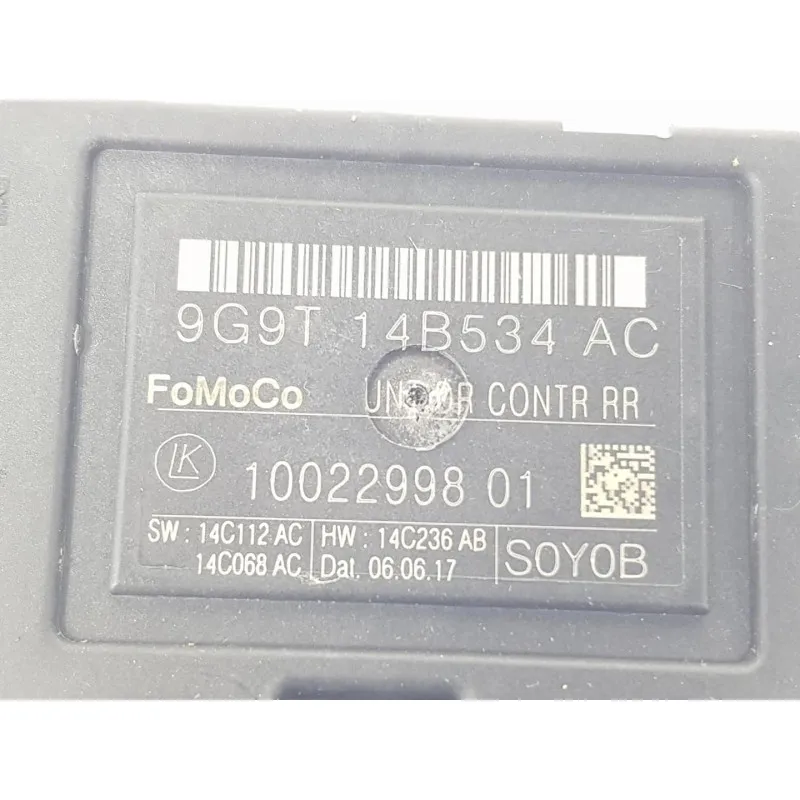 9G9T 14B534 AC
FoMoCo CONTR RR
LK
10022998 01
SW : 14C112 AC HW : 14C236 AB S0Y0B
14C068 AC Dat. 06.06.17